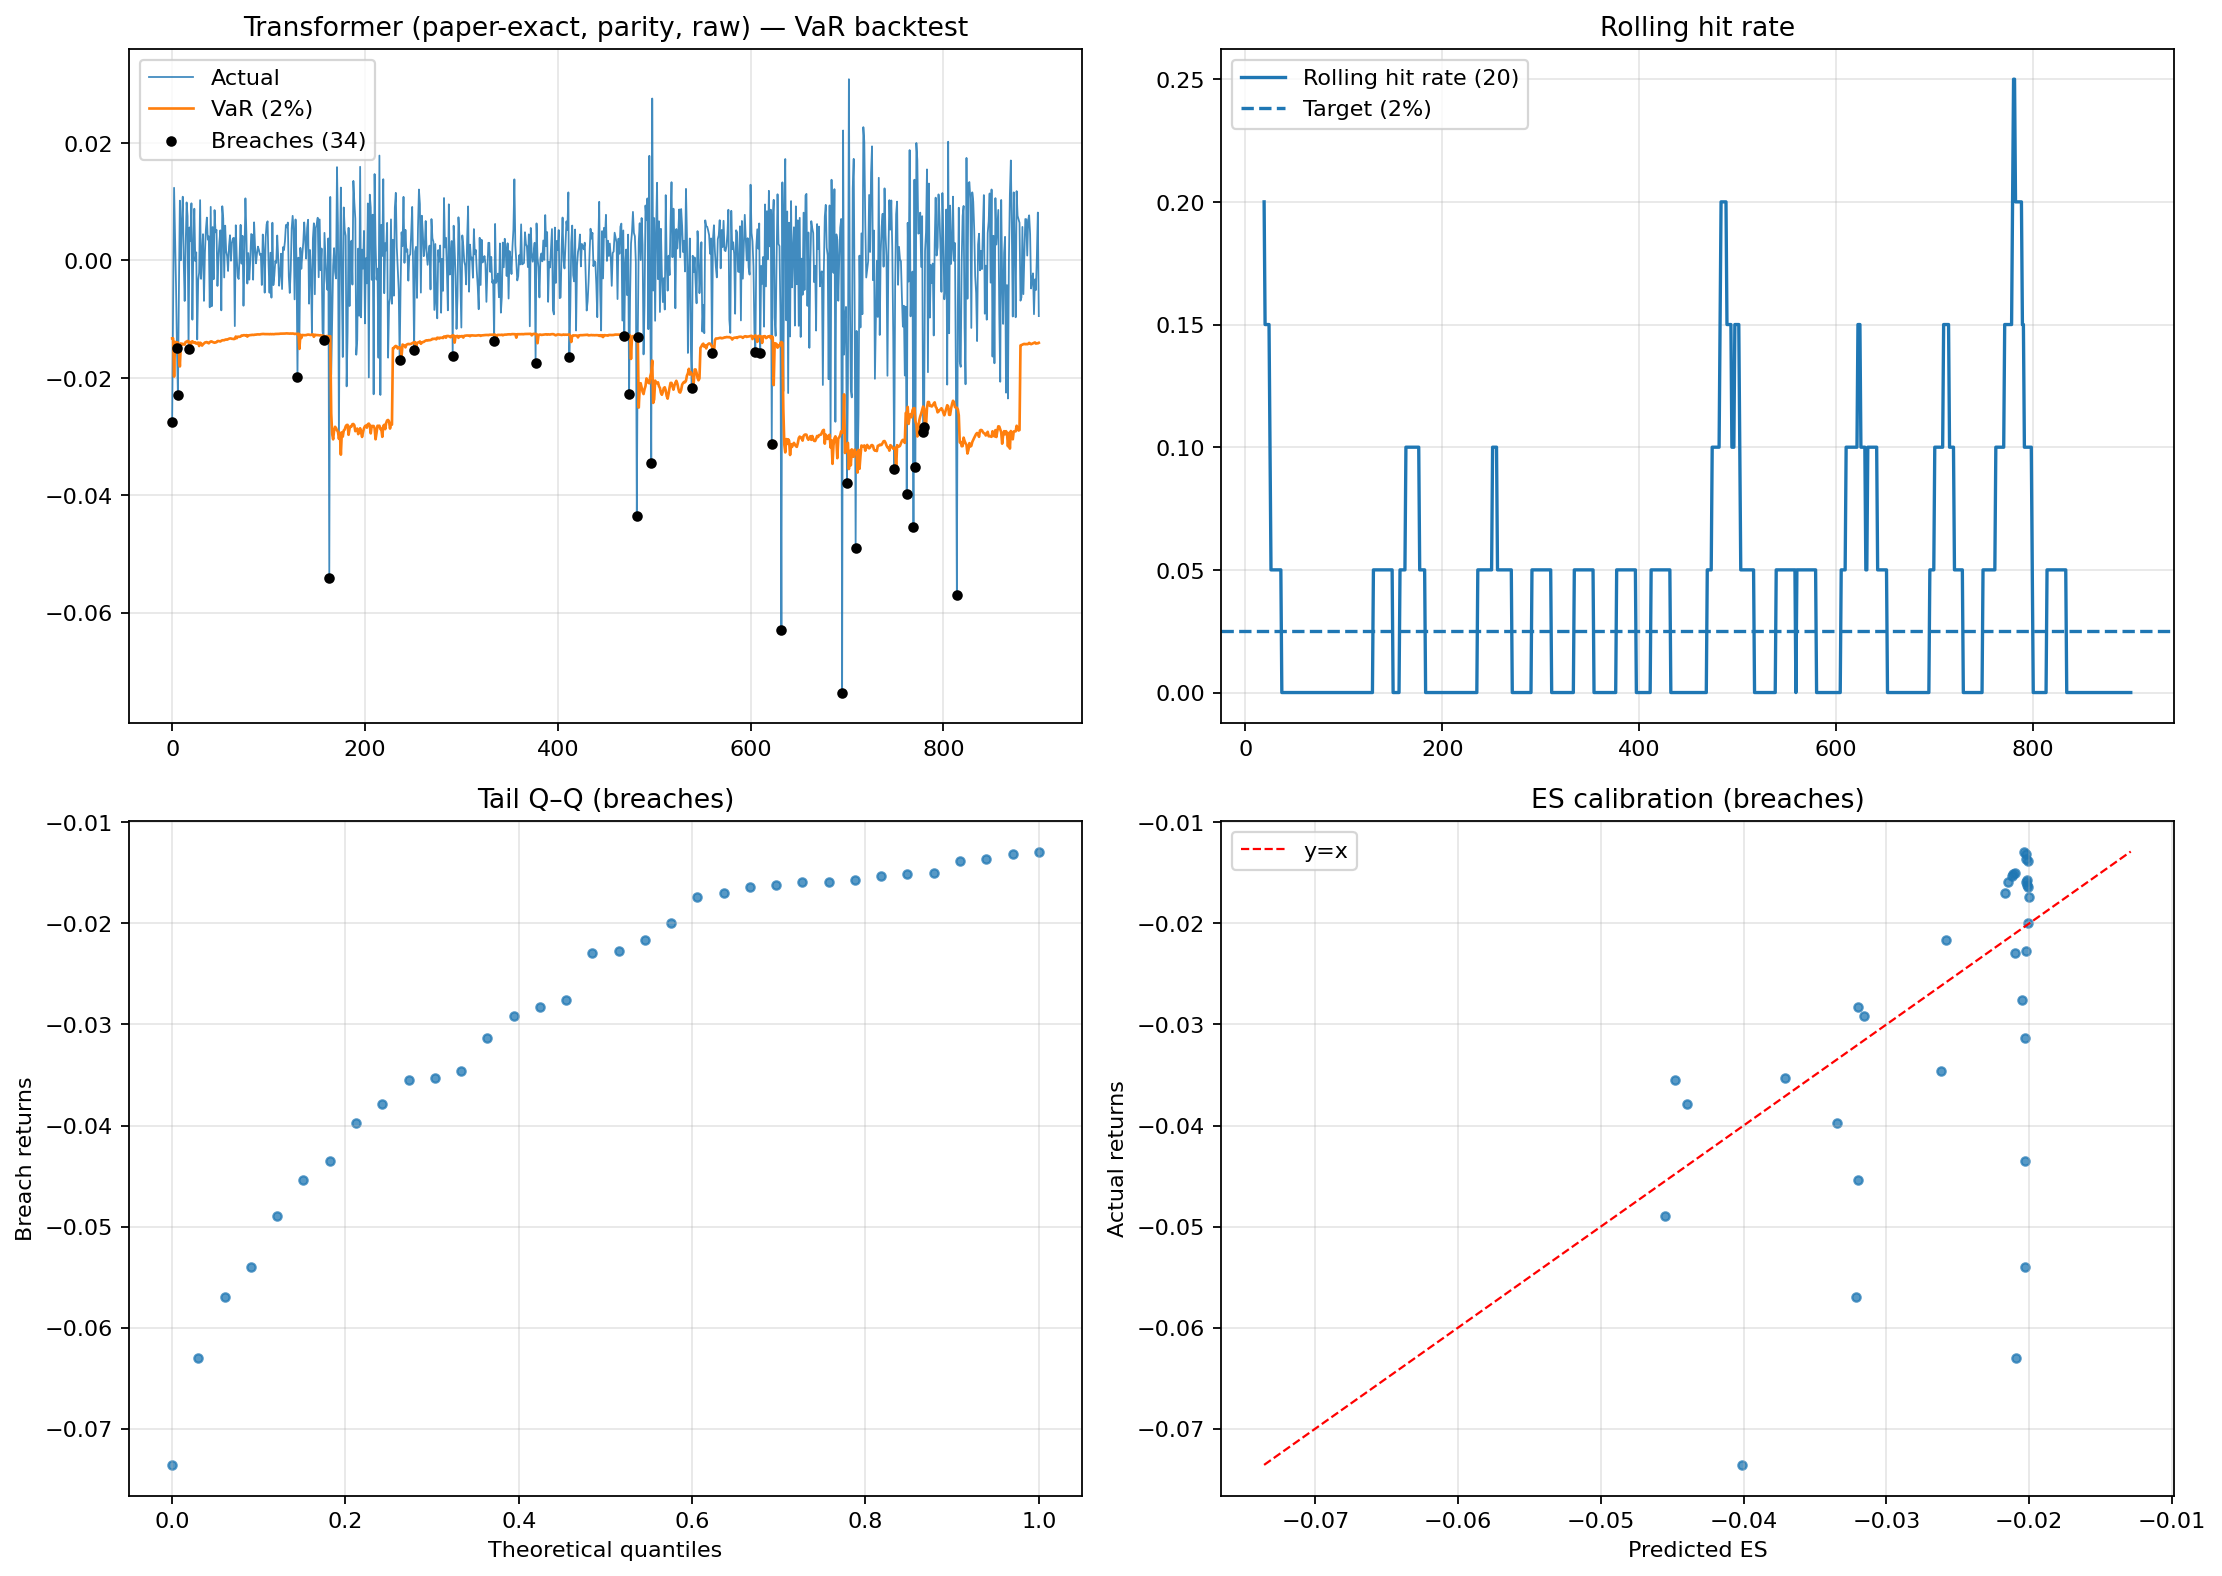 Transformer (paper-exact, parity, raw) — VaR backtest
Actual
VaR (2%)
Breaches (34)
0.02
0.00
−0.02
−0.04
−0.06
0 200 400 600 800
Rolling hit rate
Rolling hit rate (20)
Target (2%)
0.25
0.20
0.15
0.10
0.05
0.00
0 200 400 600 800
Tail Q–Q (breaches)
Breach returns
−0.01
−0.02
−0.03
−0.04
−0.05
−0.06
−0.07
0.0 0.2 0.4 0.6 0.8 1.0
Theoretical quantiles
ES calibration (breaches)
y=x
Actual returns
−0.01
−0.02
−0.03
−0.04
−0.05
−0.06
−0.07
−0.07 −0.06 −0.05 −0.04 −0.03 −0.02 −0.01
Predicted ES